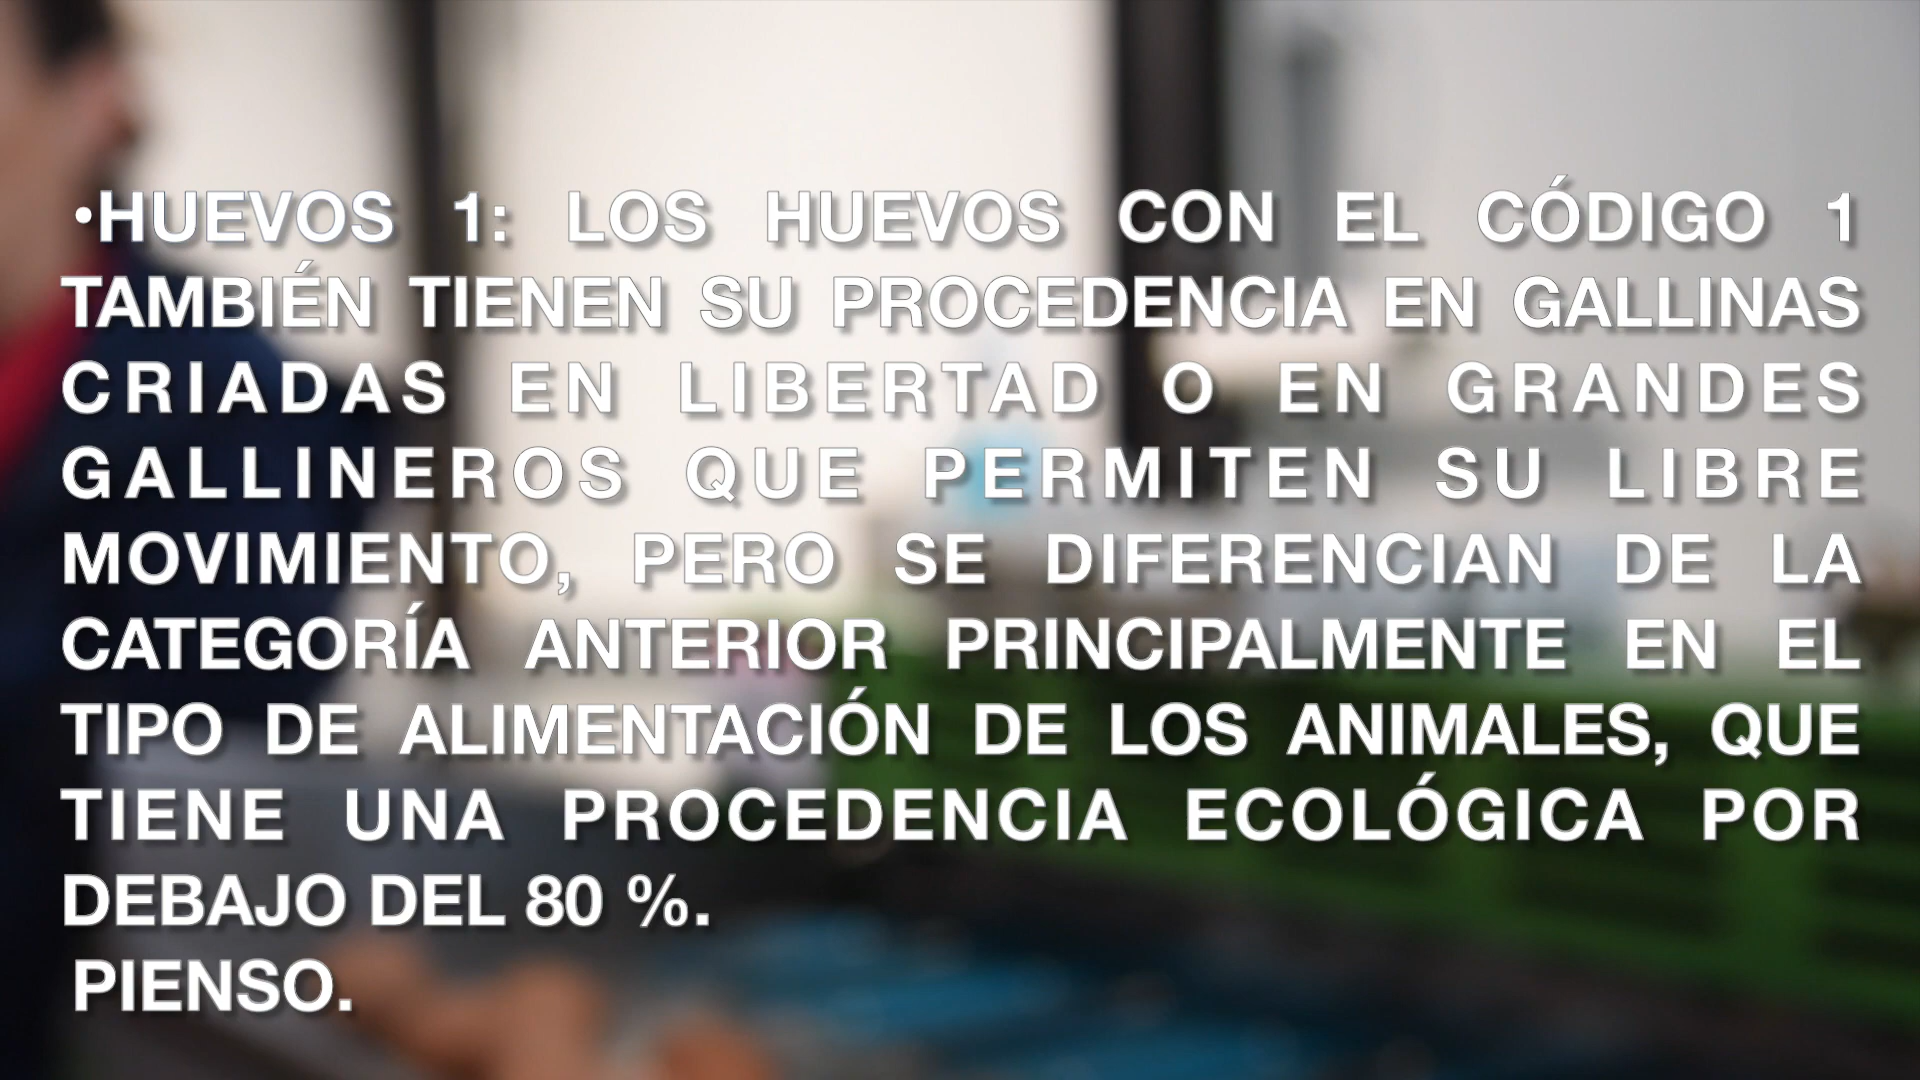 •HUEVOS 1: LOS HUEVOS CON EL CÓDIGO 1
TAMBIÉN TIENEN SU PROCEDENCIA EN GALLINAS
CRIADAS EN LIBERTAD O EN GRANDES
GALLINEROS QUE PERMITEN SU LIBRE
MOVIMIENTO, PERO SE DIFERENCIAN DE LA
CATEGORÍA ANTERIOR PRINCIPALMENTE EN EL
TIPO DE ALIMENTACIÓN DE LOS ANIMALES, QUE
TIENE UNA PROCEDENCIA ECOLÓGICA POR
DEBAJO DEL 80 %.
PIENSO.